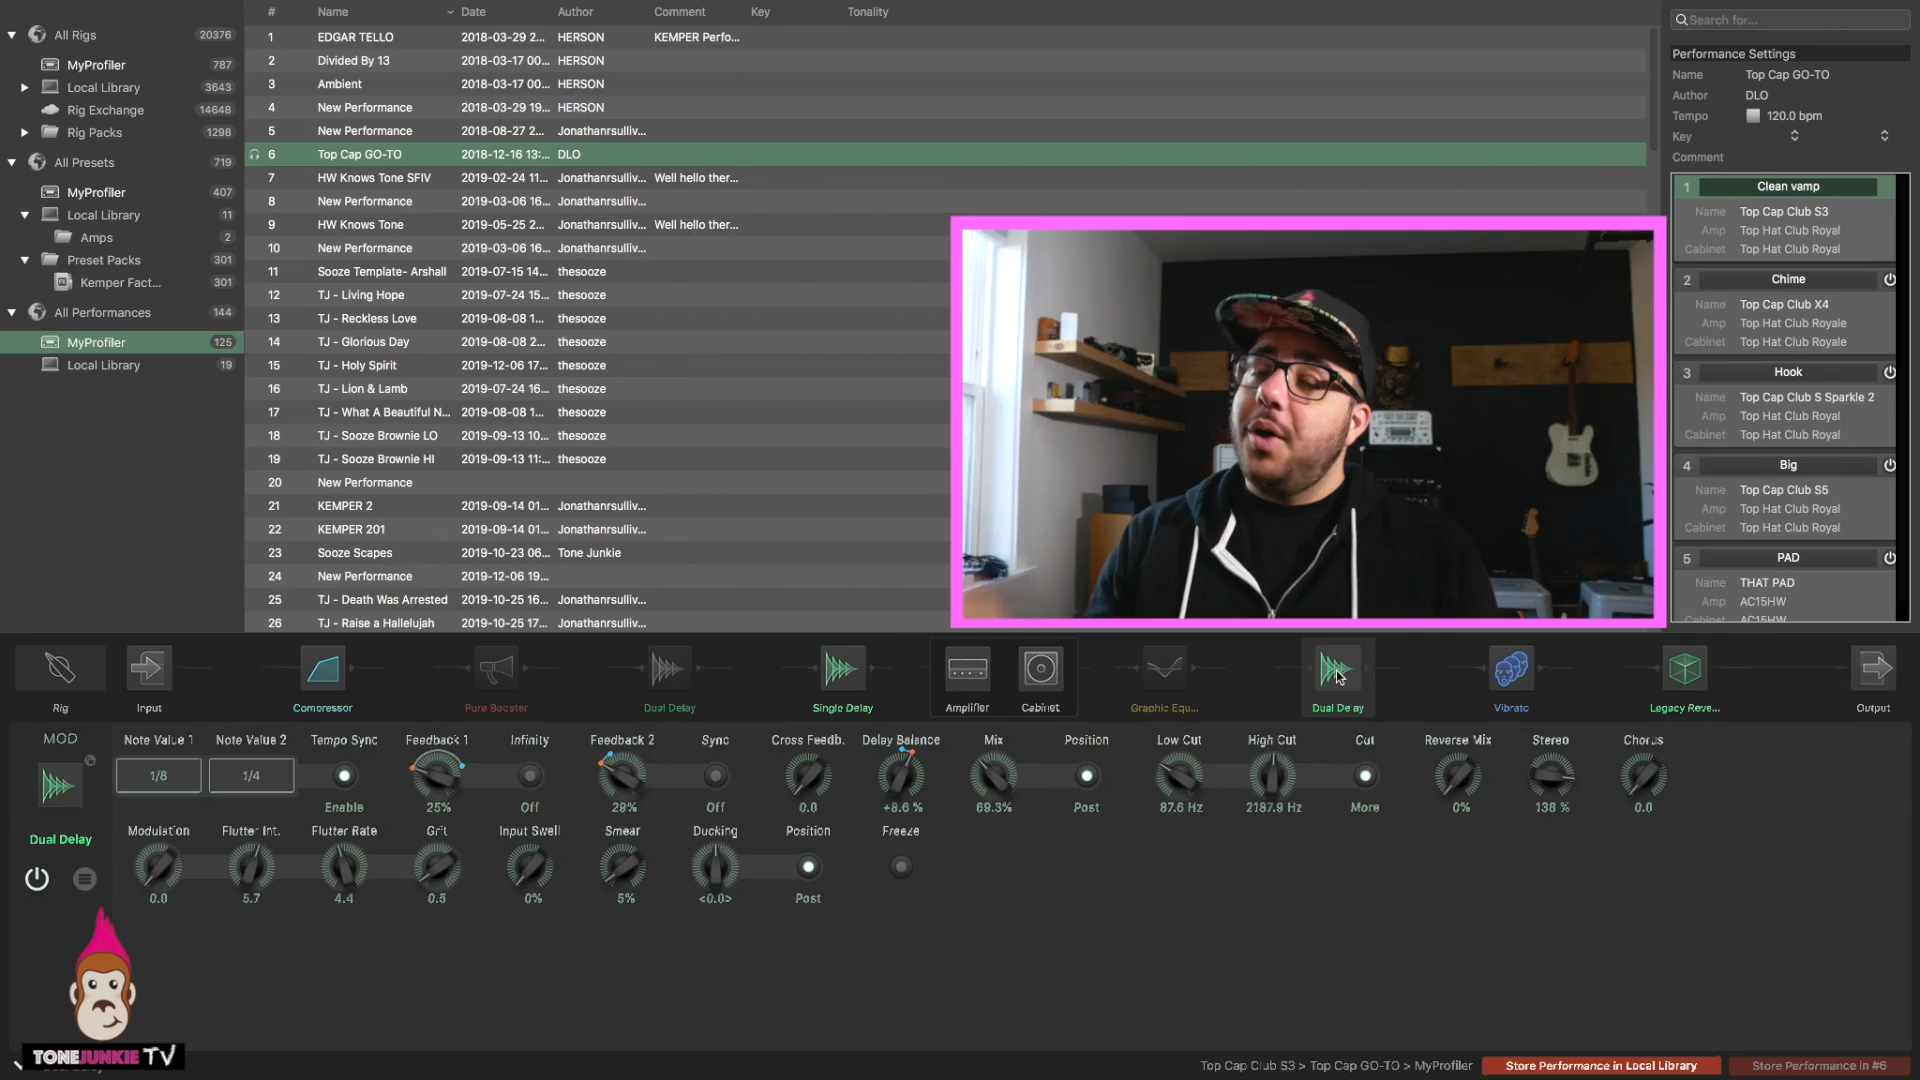 # Name Date Author Comment Key Tonality
Search for...
All Rigs 20376
MyProfiler 787
Local Library 3643
Rig Exchange 14648
Rig Packs 1298
All Presets 719
MyProfiler 407
Local Library 11
Amps 2
Preset Packs 301
Kemper Fact... 301
All Performances 144
MyProfiler 125
Local Library 19
1 EDGAR TELLO 2018-03-29 2... HERSON KEMPER Perfo...
2 Divided By 13 2018-03-17 00... HERSON
3 Ambient 2018-03-17 00... HERSON
4 New Performance 2018-03-29 19... HERSON
5 New Performance 2018-08-27 2... Jonathanrsulliv...
6 Top Cap GO-TO 2018-12-16 13:... DLO
7 HW Knows Tone SFIV 2019-02-24 11... Jonathanrsulliv... Well hello ther...
8 New Performance 2019-03-06 16... Jonathanrsulliv...
9 HW Knows Tone 2019-05-25 2... Jonathanrsulliv... Well hello ther...
10 New Performance 2019-03-06 16... Jonathanrsulliv...
11 Sooze Template- Arshall 2019-07-15 14... thesooze
12 TJ - Living Hope 2019-07-24 15... thesooze
13 TJ - Reckless Love 2019-08-08 1... thesooze
14 TJ - Glorious Day 2019-08-08 2... thesooze
15 TJ - Holy Spirit 2019-12-06 17... thesooze
16 TJ - Lion & Lamb 2019-07-24 16... thesooze
17 TJ - What A Beautiful N... 2019-08-08 1... thesooze
18 TJ - Sooze Brownie LO 2019-09-13 10... thesooze
19 TJ - Sooze Brownie HI 2019-09-13 11:... thesooze
20 New Performance
21 KEMPER 2 2019-09-14 01... Jonathanrsulliv...
22 KEMPER 201 2019-09-14 01... Jonathanrsulliv...
23 Sooze Scapes 2019-10-23 06... Tone Junkie
24 New Performance 2019-12-06 19...
25 TJ - Death Was Arrested 2019-10-25 16... Jonathanrsulliv...
26 TJ - Raise a Hallelujah 2019-10-25 17... Jonathanrsulliv...
Performance Settings
Name Top Cap GO-TO
Author DLO
Tempo 120.0 bpm
Key
Comment
1 Clean vamp
Name Top Cap Club S3
Amp Top Hat Club Royal
Cabinet Top Hat Club Royal
2 Chime
Name Top Cap Club X4
Amp Top Hat Club Royale
Cabinet Top Hat Club Royale
3 Hook
Name Top Cap Club S Sparkle 2
Amp Top Hat Club Royal
Cabinet Top Hat Club Royal
4 Big
Name Top Cap Club S5
Amp Top Hat Club Royal
Cabinet Top Hat Club Royal
5 PAD
Name THAT PAD
Amp AC15HW
Cabinet AC15HW
Rig Input Compressor Pure Booster Dual Delay Single Delay Amplifier Cabinet Graphic Equ... Dual Delay Vibrato Legacy Reve... Output
MOD Note Value 1 Note Value 2 Tempo Sync Feedback 1 Infinity Feedback 2 Sync Cross Feedb. Delay Balance Mix Position Low Cut High Cut Cut Reverse Mix Stereo Chorus
1/8 1/4
Enable 25% Off 29% Off 0.0 +8.6 % 69.3% Post 87.6 Hz 2187.9 Hz More 0% 138 % 0.0
Dual Delay Modulation Flutter Int. Flutter Rate Grit Input Swell Smear Ducking Position Freeze
0.0 5.7 4.4 0.5 0% 5% <0.0> Post
TONEJUNKIE TV
Top Cap Club S3 > Top Cap GO-TO > MyProfiler
Store Performance in Local Library
Store Performance in #6